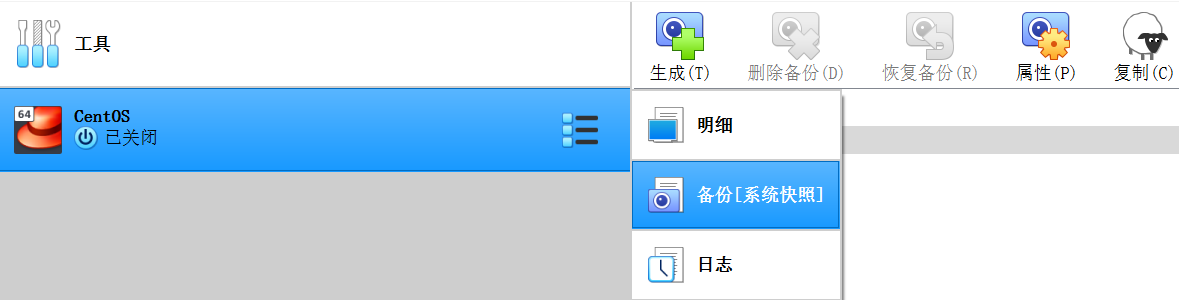 工具
生成(T)
删除备份(D)
恢复备份(R)
属性(P)
复制(C)
64
CentOS
已关闭
明细
备份[系统快照]
日志